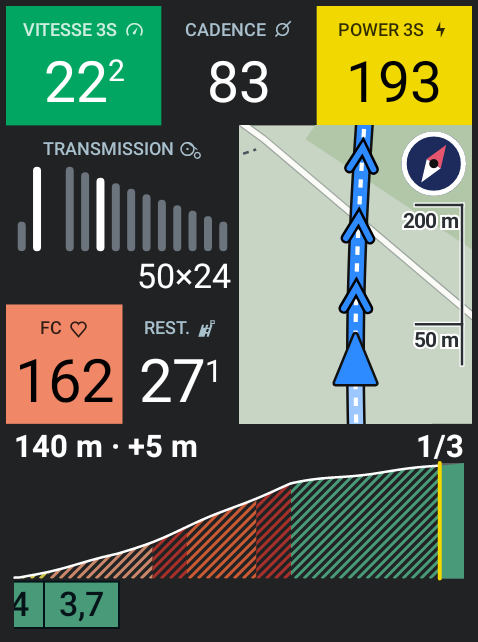 VITESSE 3S
22²
CADENCE
83
POWER 3S
193
TRANSMISSION
50×24
200 m
50 m
FC
162
REST.
27¹
140 m · +5 m
1/3
4
3,7